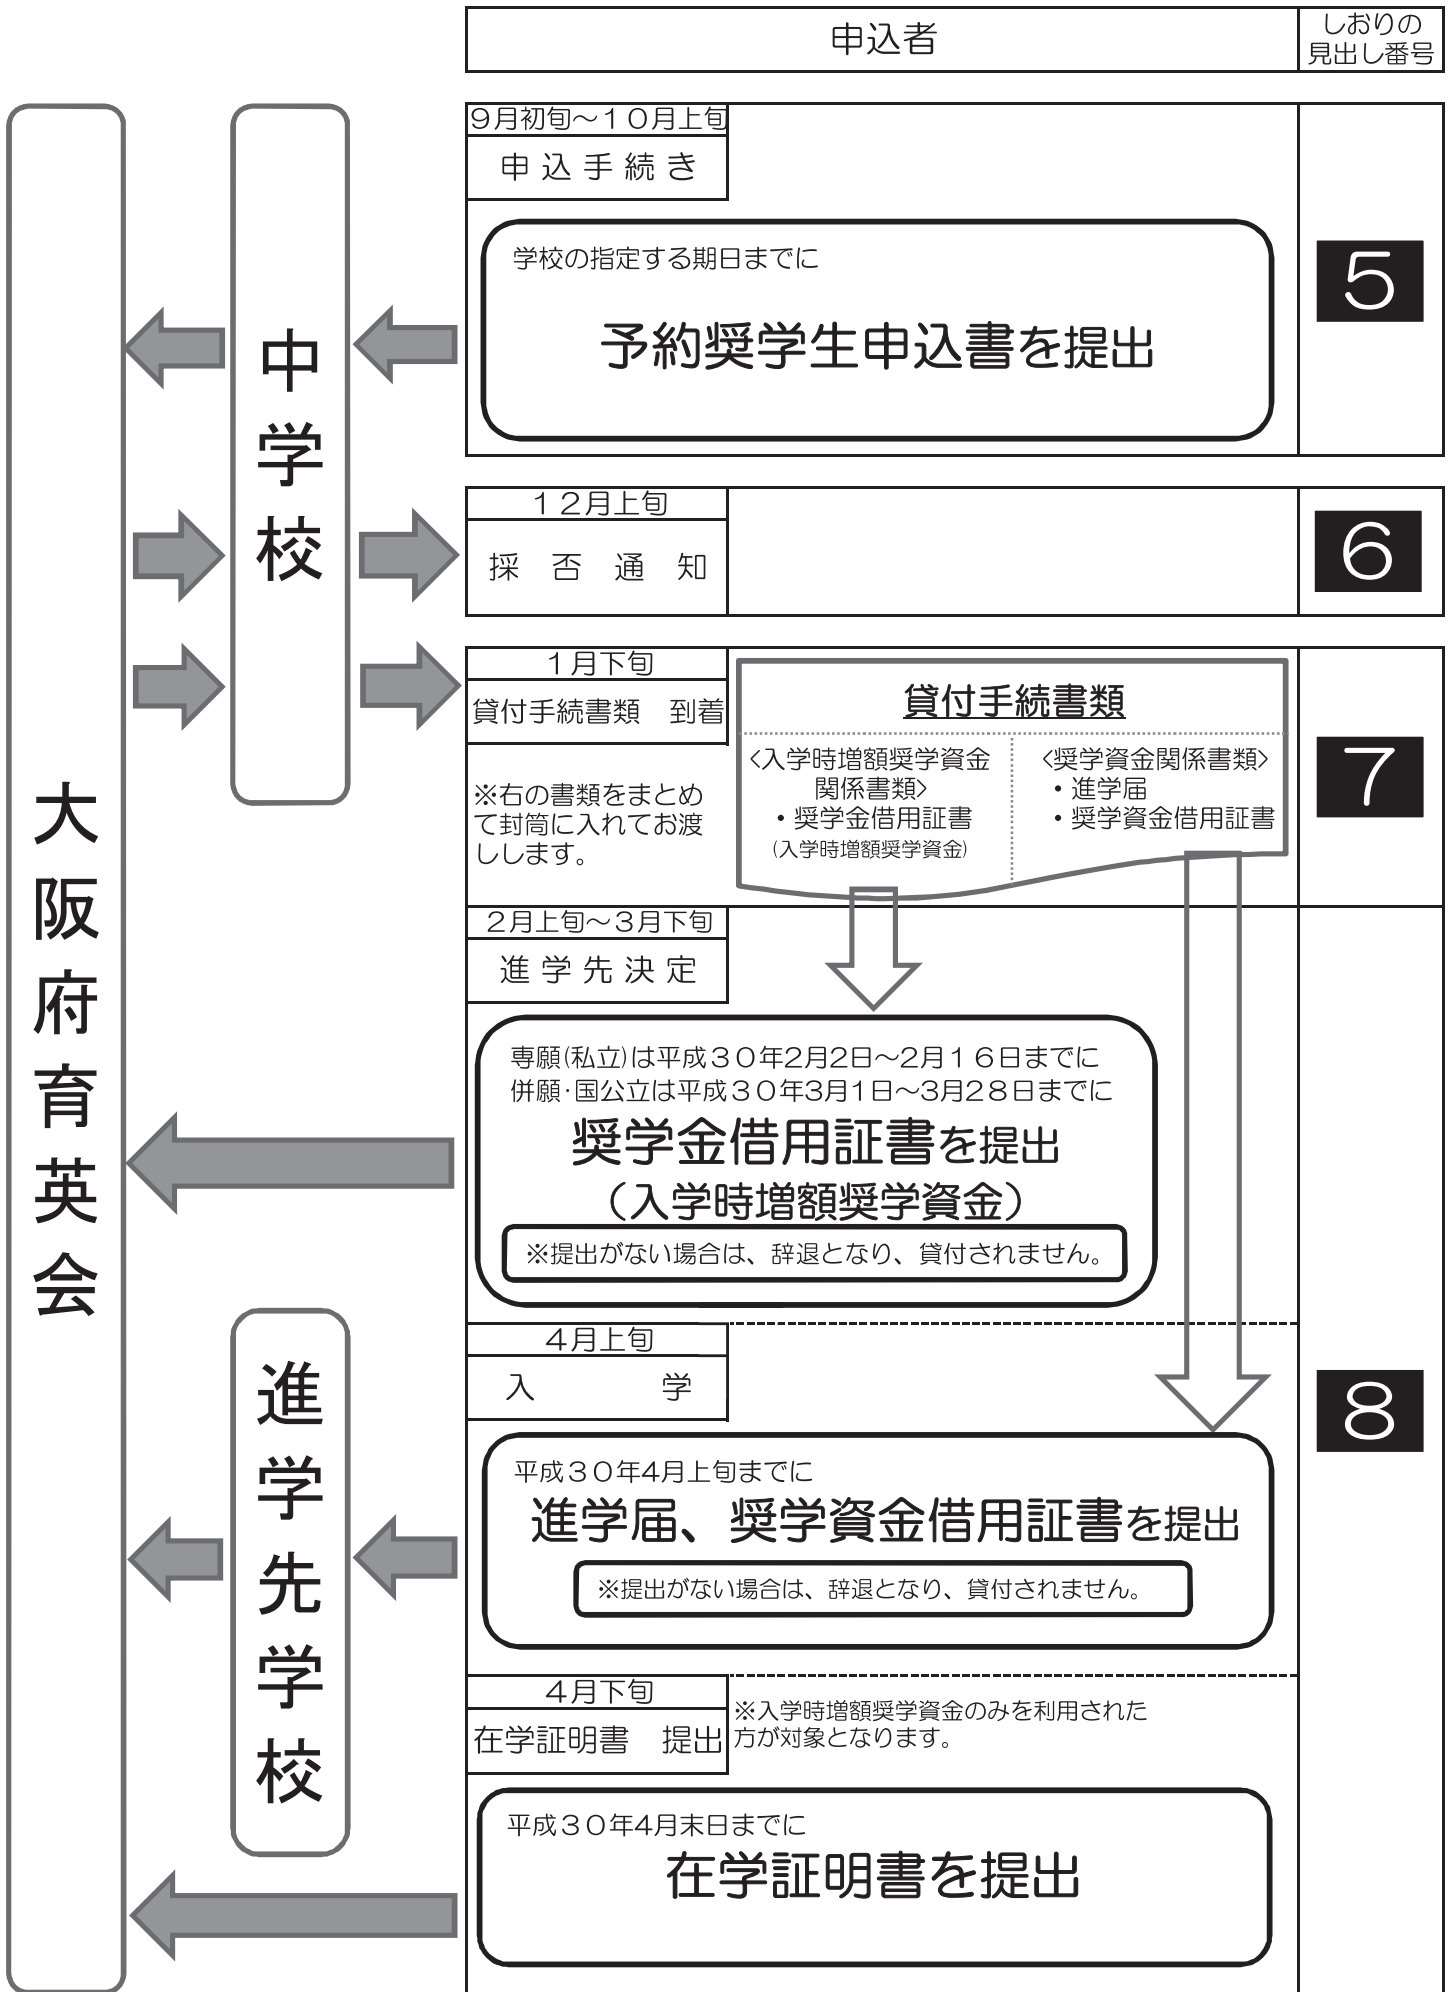 申込者
しおりの
見出し番号
大阪府育英会
中学校
進学先学校
９月初旬～１０月上旬
申込手続き
学校の指定する期日までに
予約奨学生申込書を提出
５
１２月上旬
採　否　通　知
６
１月下旬
貸付手続書類　到着
※右の書類をまとめ
て封筒に入れてお渡
しします。
貸付手続書類
<入学時増額奨学資金
関係書類>
・奨学金借用証書
(入学時増額奨学資金)
<奨学資金関係書類>
・進学届
・奨学資金借用証書
７
２月上旬～３月下旬
進学先決定
専願(私立)は平成３０年2月2日～2月１６日までに
併願･国公立は平成３０年3月1日～3月2８日までに
奨学金借用証書を提出
（入学時増額奨学資金）
※提出がない場合は、辞退となり、貸付されません。
４月上旬
入　　　　学
平成３０年4月上旬までに
進学届、奨学資金借用証書を提出
※提出がない場合は、辞退となり、貸付されません。
８
４月下旬
在学証明書　提出
※入学時増額奨学資金のみを利用された
方が対象となります。
平成３０年4月末日までに
在学証明書を提出